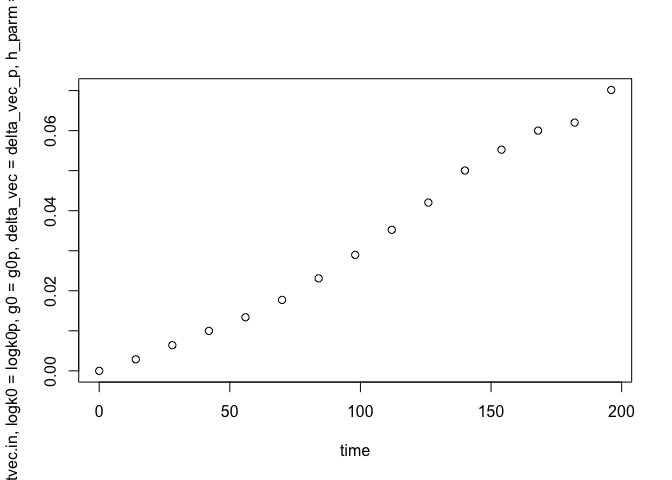 tvec.in, logk0 = logk0p, g0 = g0p, delta_vec = delta_vec_p, h_parm =
0.06
0.04
0.02
0.00
0 50 100 150 200
time